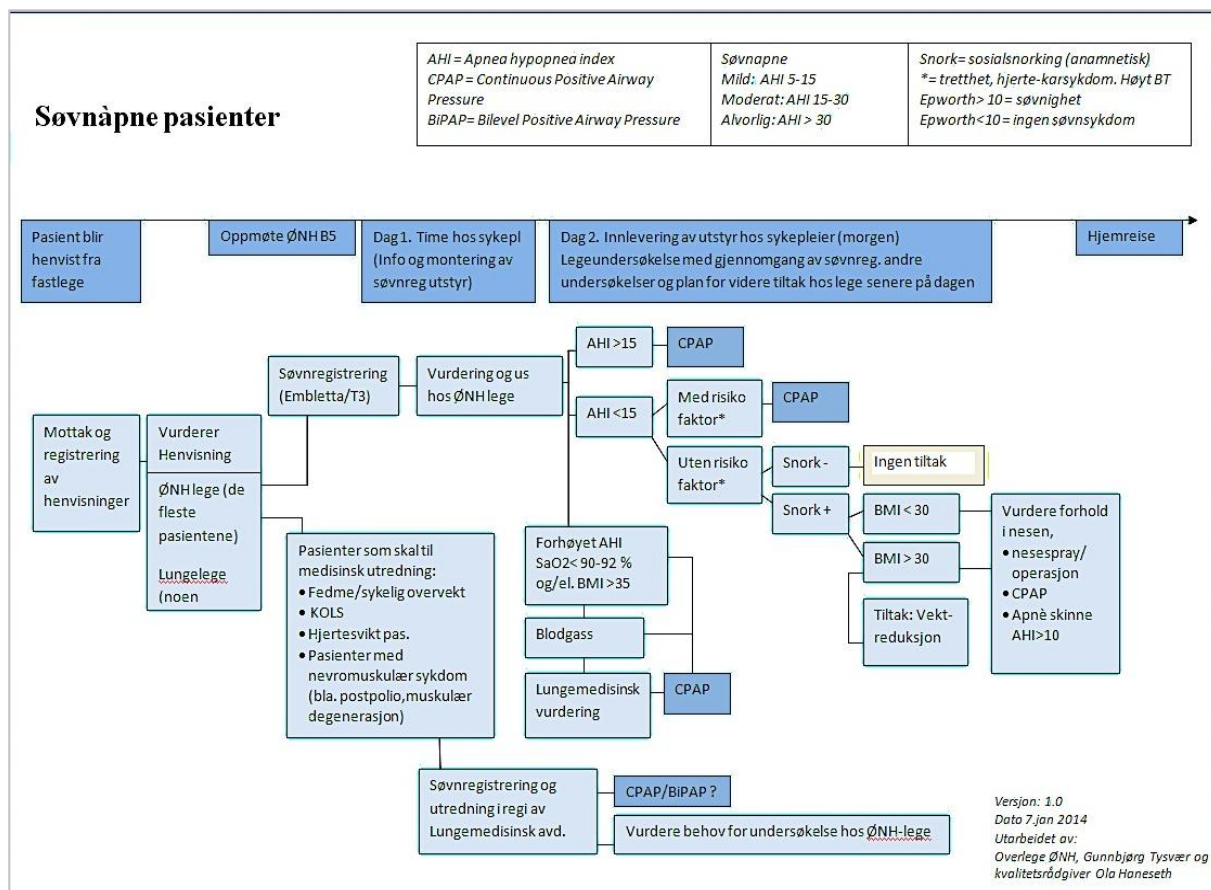 AHI = Apnea hypopnea index
CPAP = Continuous Positive Airway
Pressure
BiPAP= Bilevel Positive Airway Pressure
Søvnapne
Mild: AHI 5-15
Moderat: AHI 15-30
Alvorlig: AHI > 30
Snork= sosialsnorking (anamnetisk)
*= tretthet, hjerte-karsykdom. Høyt BT
Epworth> 10 = søvnighet
Epworth<10 = ingen søvnsykdom
Søvnàpne pasienter
Pasient blir
henvist fra
fastlege
Oppmøte ØNH B5
Dag 1. Time hos sykepl
(Info og montering av
søvnreg utstyr)
Dag 2. Innlevering av utstyr hos sykepleier (morgen)
Legeundersøkelse med gjennomgang av søvnreg. andre
undersøkelser og plan for videre tiltak hos lege senere på dagen
Hjemreise
Mottak og
registrering
av
henvisninger
Vurderer
Henvisning
ØNH lege (de
fleste
pasientene)
Lungelege
(noen
Søvnregistrering
(Embletta/T3)
Vurdering og us
hos ØNH lege
AHI >15
CPAP
AHI <15
Med risiko
faktor*
CPAP
Uten risiko
faktor*
Snork -
Ingen tiltak
Snork +
BMI < 30
BMI > 30
Tiltak: Vekt-
reduksjon
Vurdere forhold
i nesen,
• nesespray/
operasjon
• CPAP
• Apnè skinne
AHI>10
Pasienter som skal til
medisinsk utredning:
• Fedme/sykelig overvekt
• KOLS
• Hjertesvikt pas.
• Pasienter med
nevromuskulær sykdom
(bla. postpolio,muskulær
degenerasjon)
Forhøyet AHI
SaO2< 90-92 %
og/el. BMI >35
Blodgass
Lungemedisinsk
vurdering
CPAP
Søvnregistrering og
utredning i regi av
Lungemedisinsk avd.
CPAP/BiPAP ?
Vurdere behov for undersøkelse hos ØNH-lege
Versjon: 1.0
Dato 7.jan 2014
Utarbeidet av:
Overlege ØNH, Gunnbjørg Tysvær og
kvalitetsrådgiver Ola Haneseth